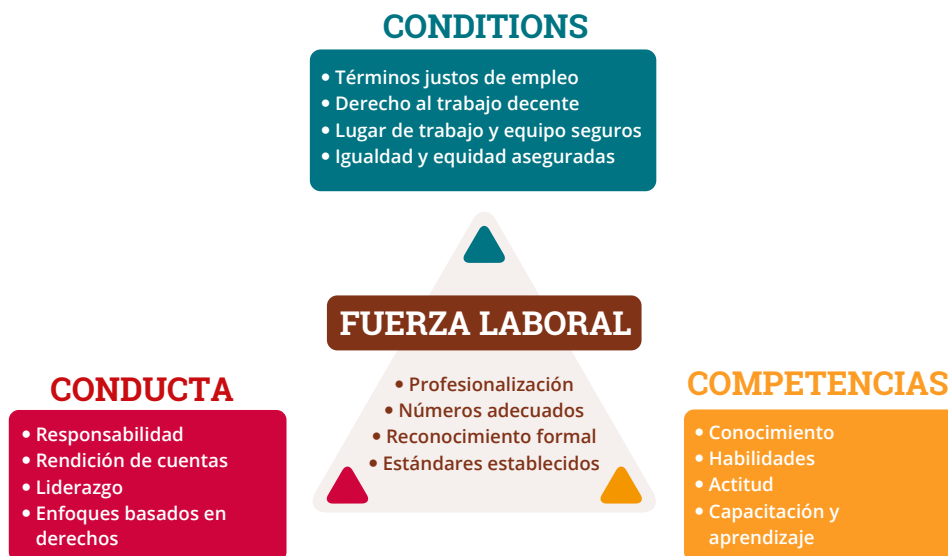 CONDITIONS
• Términos justos de empleo
• Derecho al trabajo decente
• Lugar de trabajo y equipo seguros
• Igualdad y equidad aseguradas
FUERZA LABORAL
• Profesionalización
• Números adecuados
• Reconocimiento formal
• Estándares establecidos
CONDUCTA
• Responsabilidad
• Rendición de cuentas
• Liderazgo
• Enfoques basados en
derechos
COMPETENCIAS
• Conocimiento
• Habilidades
• Actitud
• Capacitación y
aprendizaje